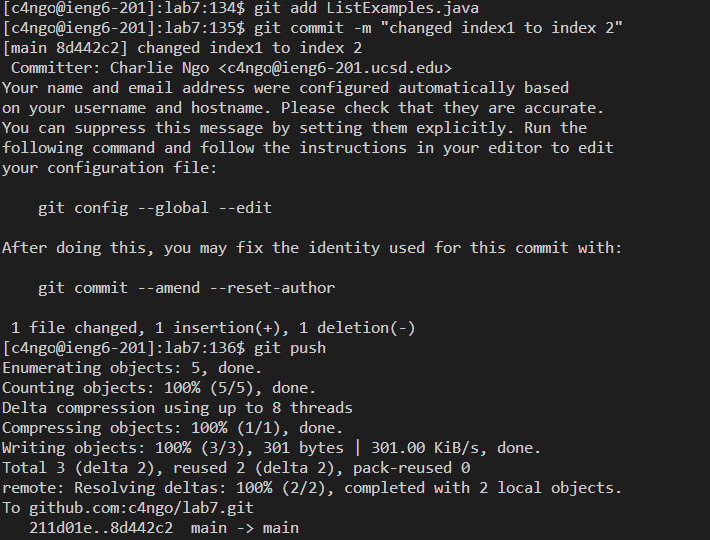 [c4ngo@ieng6-201]:lab7:134$ git add ListExamples.java
[c4ngo@ieng6-201]:lab7:135$ git commit -m "changed index1 to index 2"
[main 8d442c2] changed index1 to index 2
 Committer: Charlie Ngo <c4ngo@ieng6-201.ucsd.edu>
Your name and email address were configured automatically based
on your username and hostname. Please check that they are accurate.
You can suppress this message by setting them explicitly. Run the
following command and follow the instructions in your editor to edit
your configuration file:

    git config --global --edit

After doing this, you may fix the identity used for this commit with:

    git commit --amend --reset-author

 1 file changed, 1 insertion(+), 1 deletion(-)
[c4ngo@ieng6-201]:lab7:136$ git push
Enumerating objects: 5, done.
Counting objects: 100% (5/5), done.
Delta compression using up to 8 threads
Compressing objects: 100% (1/1), done.
Writing objects: 100% (3/3), 301 bytes | 301.00 KiB/s, done.
Total 3 (delta 2), reused 2 (delta 2), pack-reused 0
remote: Resolving deltas: 100% (2/2), completed with 2 local objects.
To github.com:c4ngo/lab7.git
   211d01e..8d442c2  main -> main